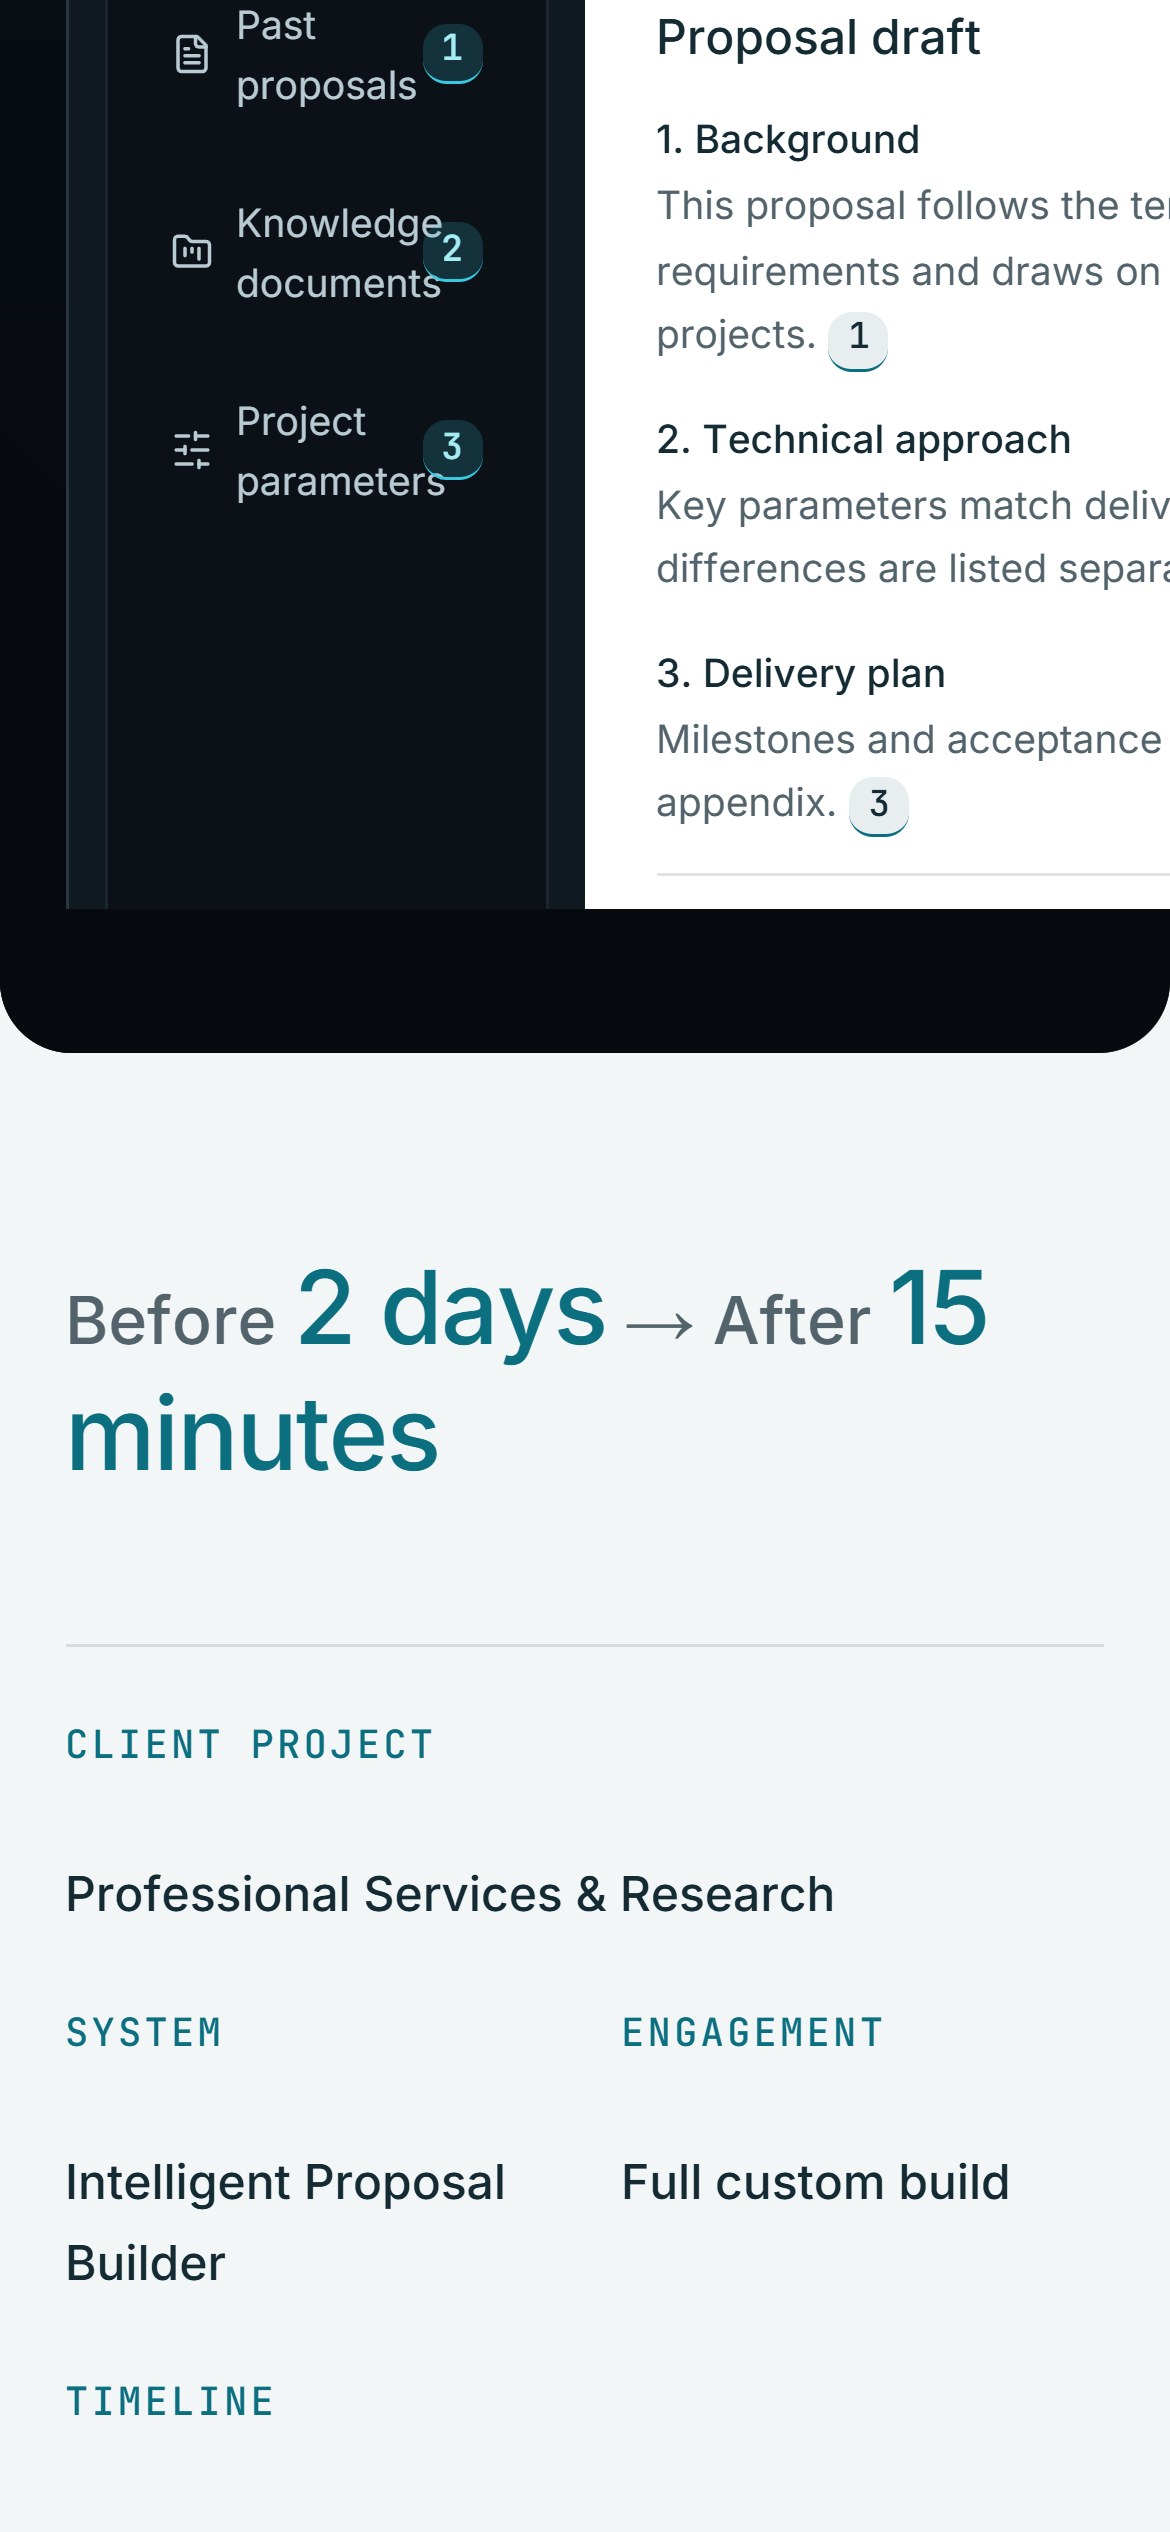 Past
proposals
1
Knowledge
documents
2
Project
parameters
3
Proposal draft
1. Background
This proposal follows the
requirements and draws on
projects. 1
2. Technical approach
Key parameters match
differences are listed
3. Delivery plan
Milestones and acceptance
appendix. 3
Before 2 days → After 15
minutes
CLIENT PROJECT
Professional Services & Research
SYSTEM
ENGAGEMENT
Intelligent Proposal
Builder
Full custom build
TIMELINE